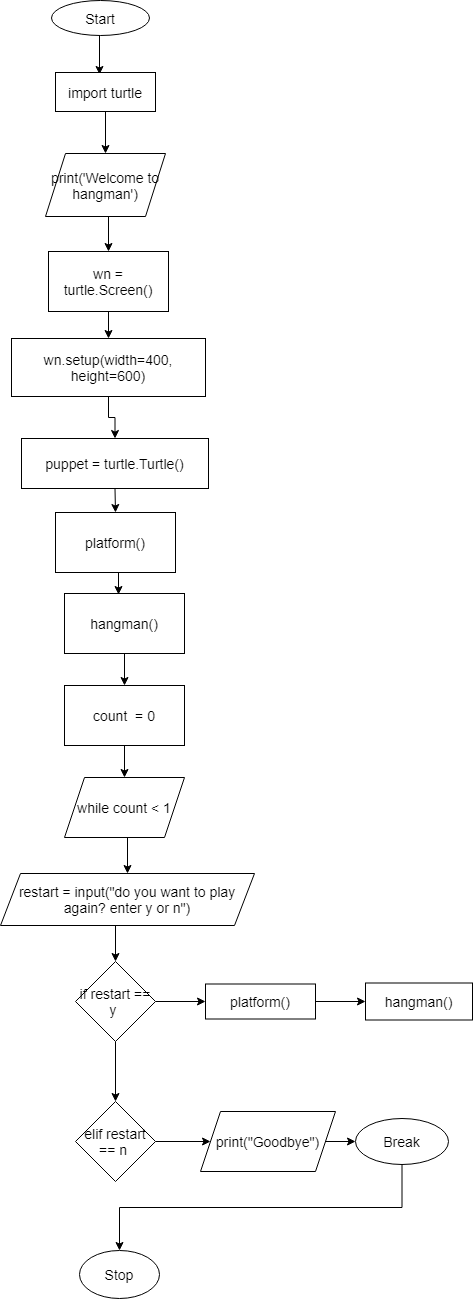 Start
import turtle
print('Welcome to
hangman')
wn =
turtle.Screen()
wn.setup(width=400,
height=600)
puppet = turtle.Turtle()
platform()
hangman()
count  = 0
while count < 1
restart = input("do you want to play
again? enter y or n")
if restart ==
y
platform()
hangman()
elif restart
== n
print("Goodbye")
Break
Stop